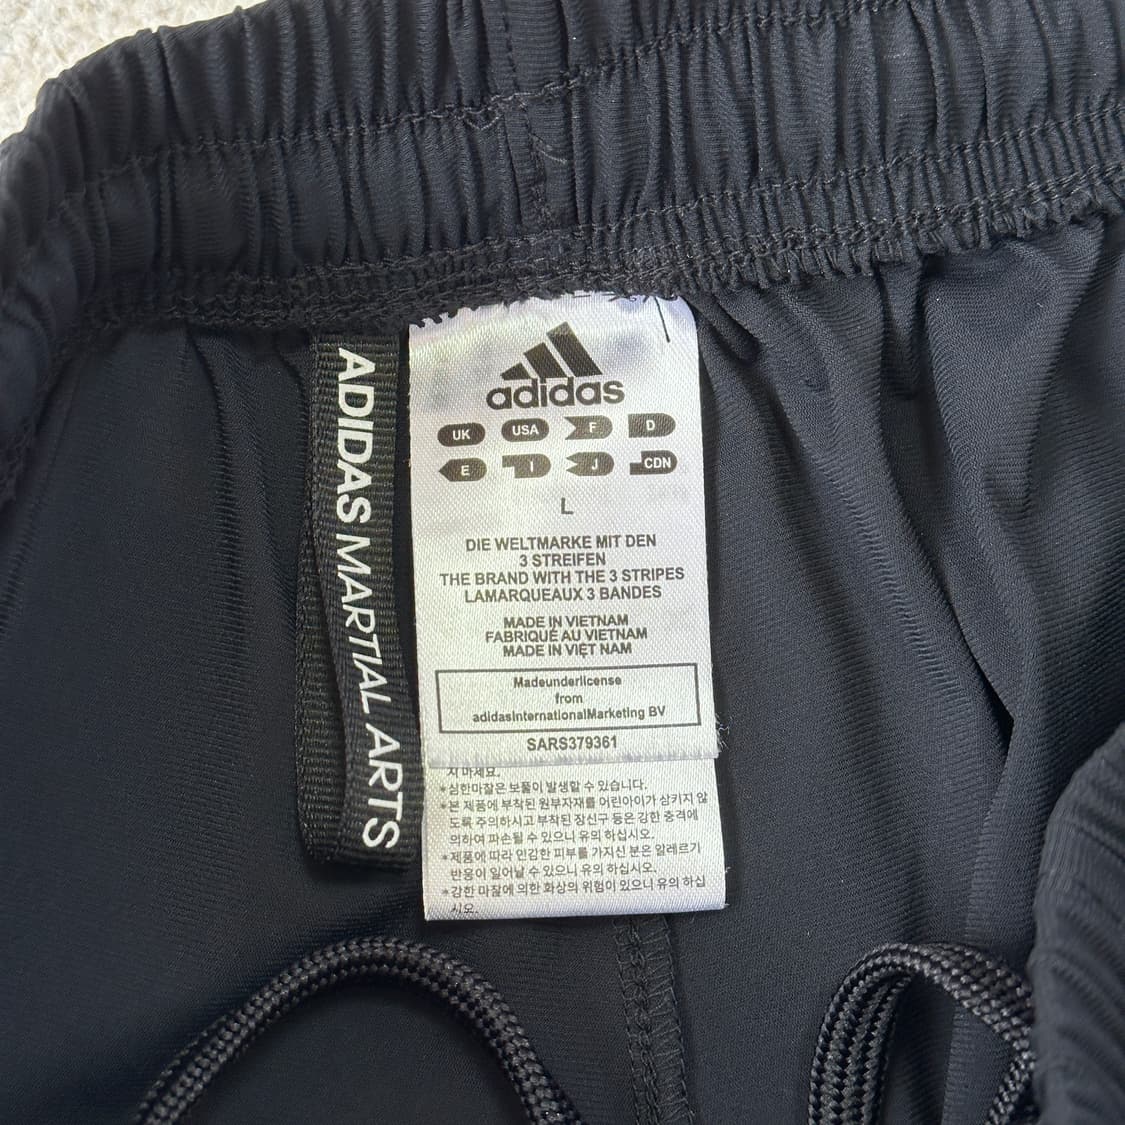 adidas
UK USA F D
E I J CDN
L
DIE WELTMARKE MIT DEN
3 STREIFEN
THE BRAND WITH THE 3 STRIPES
LAMARQUEAUX 3 BANDES
MADE IN VIETNAM
FABRIQUÉ AU VIETNAM
MADE IN VIỆT NAM
Madeunderlicense
from
adidasInternationalMarketing BV
SARS379361
지 마세요.
*심한마찰은 보풀이 발생할 수 있습니다.
*본 제품에 부착된 원부자재를 어린아이가 삼키지 않
도록 주의하시고 부착된 장신구 등은 강한 충격에
의하여 파손될 수 있으니 유의 하십시오.
*제품에 따라 민감한 피부를 가지신 분은 알레르기
반응이 일어날 수 있으니 유의 하십시오.
*강한 마찰에 의한 화상의 위험이 있으니 유의 하십
시오.
ADIDAS MARTIAL ARTS